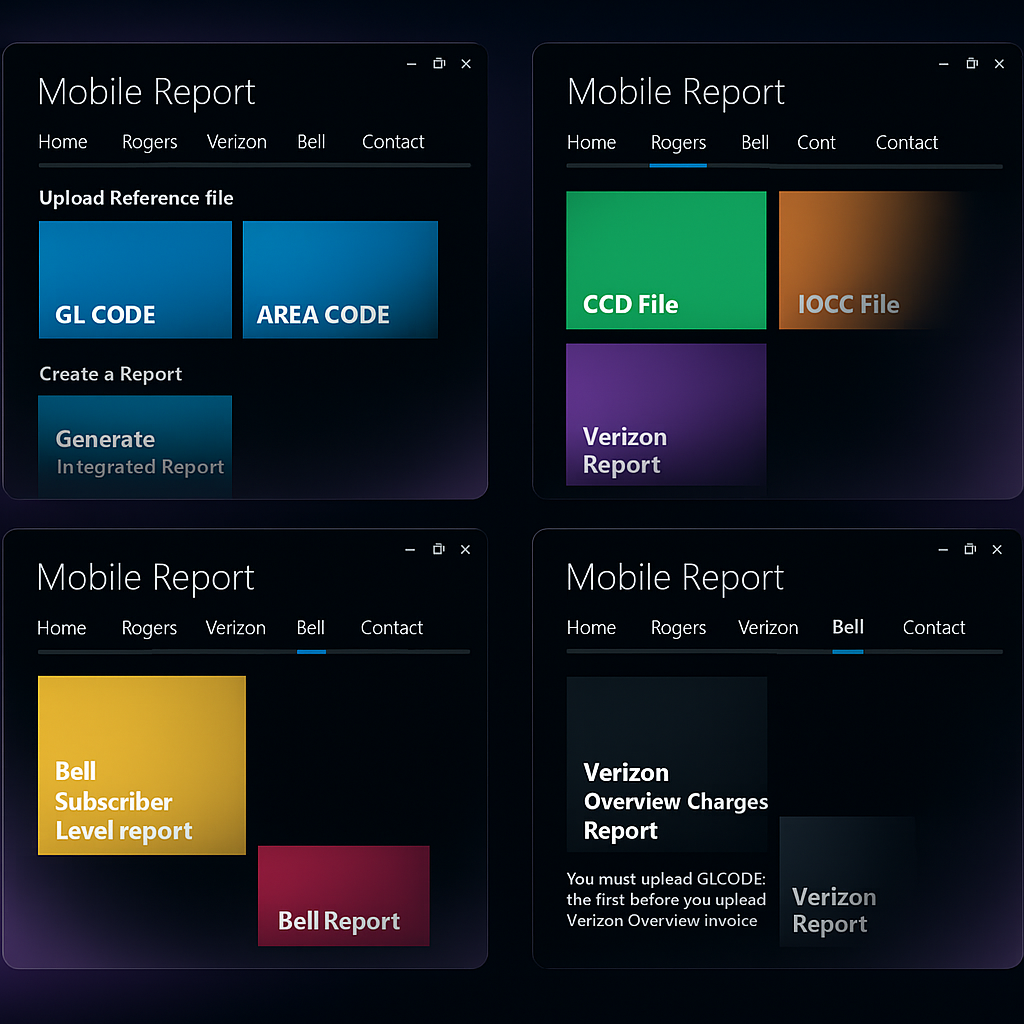 Mobile Report
Home Rogers Verizon Bell Contact
Upload Reference file
GL CODE
AREA CODE
Create a Report
Generate
Integrated Report
Mobile Report
Home Rogers Bell Cont Contact
CCD File
IOCC File
Verizon
Report
Mobile Report
Home Rogers Verizon Bell Contact
Bell
Subscriber
Level report
Bell Report
Mobile Report
Home Rogers Verizon Bell Contact
Verizon
Overview Charges
Report
You must uplead GLCODE:
the first before you uplead
Verizon Overview invoice
Verizon
Report